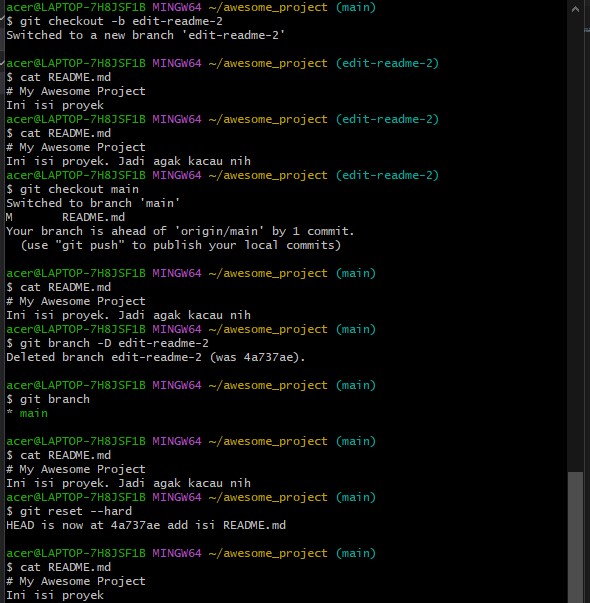 acer@LAPTOP-7H8JSF1B MINGW64 ~/awesome_project (main)
$ git checkout -b edit-readme-2
Switched to a new branch 'edit-readme-2'
acer@LAPTOP-7H8JSF1B MINGW64 ~/awesome_project (edit-readme-2)
$ cat README.md
# My Awesome Project
Ini isi proyek
acer@LAPTOP-7H8JSF1B MINGW64 ~/awesome_project (edit-readme-2)
$ cat README.md
# My Awesome Project
Ini isi proyek. Jadi agak kacau nih
acer@LAPTOP-7H8JSF1B MINGW64 ~/awesome_project (edit-readme-2)
$ git checkout main
Switched to branch 'main'
M       README.md
Your branch is ahead of 'origin/main' by 1 commit.
  (use "git push" to publish your local commits)
acer@LAPTOP-7H8JSF1B MINGW64 ~/awesome_project (main)
$ cat README.md
# My Awesome Project
Ini isi proyek. Jadi agak kacau nih
acer@LAPTOP-7H8JSF1B MINGW64 ~/awesome_project (main)
$ git branch -D edit-readme-2
Deleted branch edit-readme-2 (was 4a737ae).
acer@LAPTOP-7H8JSF1B MINGW64 ~/awesome_project (main)
$ git branch
* main
acer@LAPTOP-7H8JSF1B MINGW64 ~/awesome_project (main)
$ cat README.md
# My Awesome Project
Ini isi proyek. Jadi agak kacau nih
acer@LAPTOP-7H8JSF1B MINGW64 ~/awesome_project (main)
$ git reset --hard
HEAD is now at 4a737ae add isi README.md
acer@LAPTOP-7H8JSF1B MINGW64 ~/awesome_project (main)
$ cat README.md
# My Awesome Project
Ini isi proyek